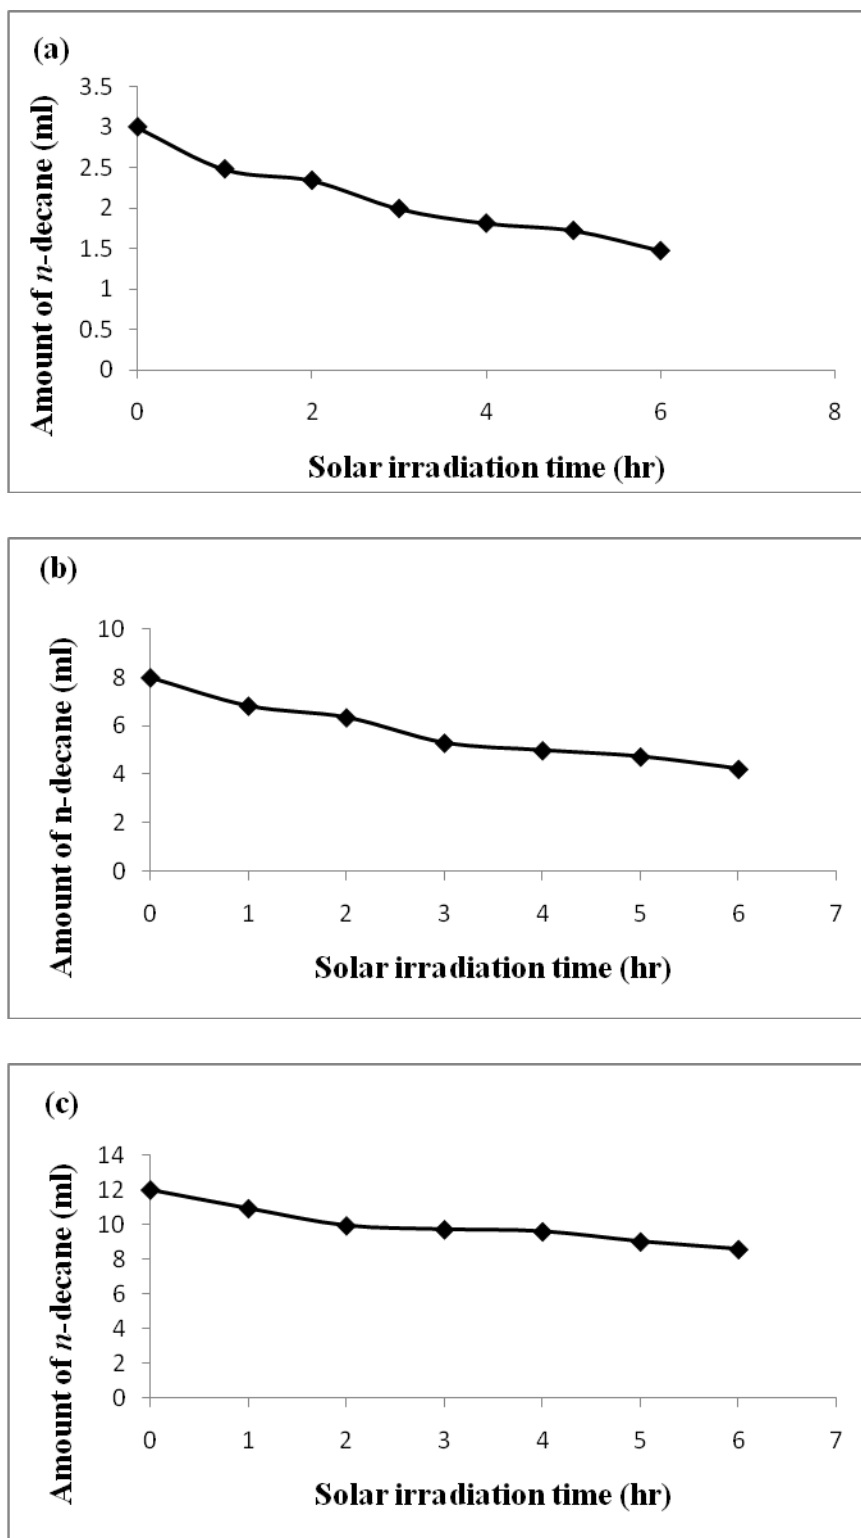 (a)
Amount of n-decane (ml)
3.5
3
2.5
2
1.5
1
0.5
0
0 2 4 6 8
Solar irradiation time (hr)
(b)
Amount of n-decane (ml)
10
8
6
4
2
0
0 1 2 3 4 5 6 7
Solar irradiation time (hr)
(c)
Amount of n-decane (ml)
14
12
10
8
6
4
2
0
0 1 2 3 4 5 6 7
Solar irradiation time (hr)